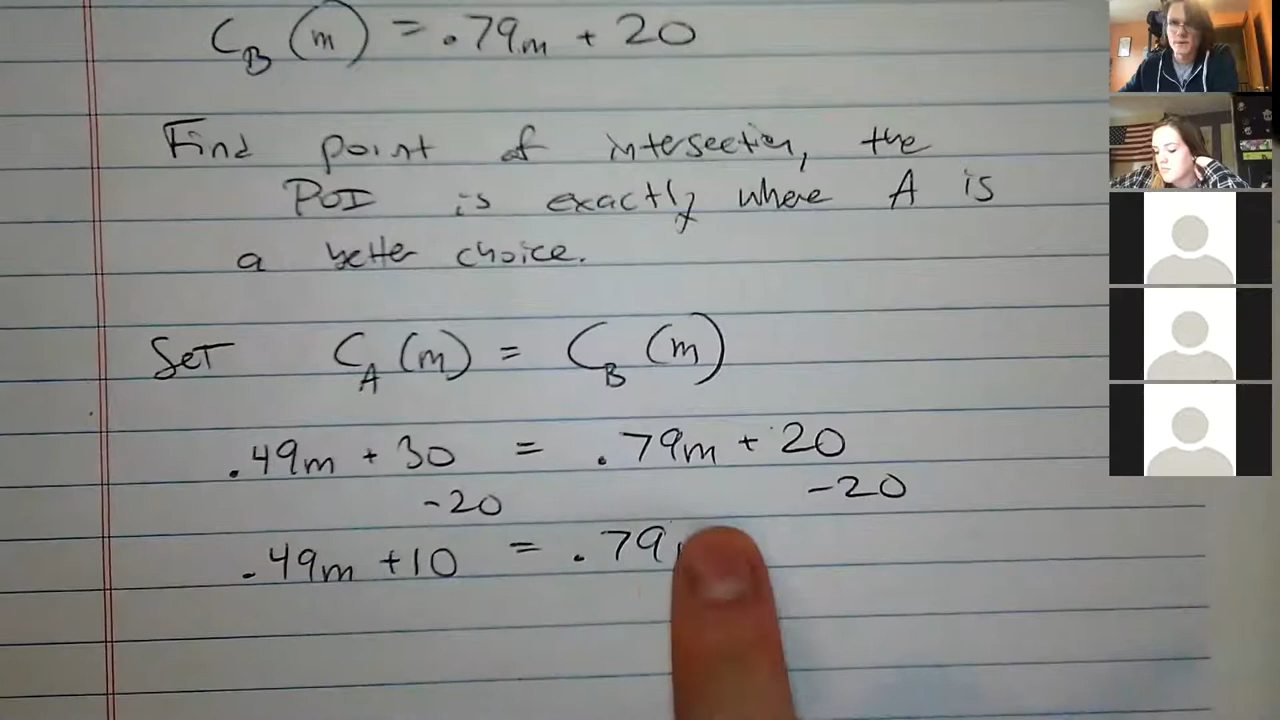 C_B(m) = .79m + 20
Find point of intersection, the
POI is exactly where A is
a better choice.
Set C_A(m) = C_B(m)
.49m + 30 = .79m + 20
-20 -20
.49m + 10 = .79